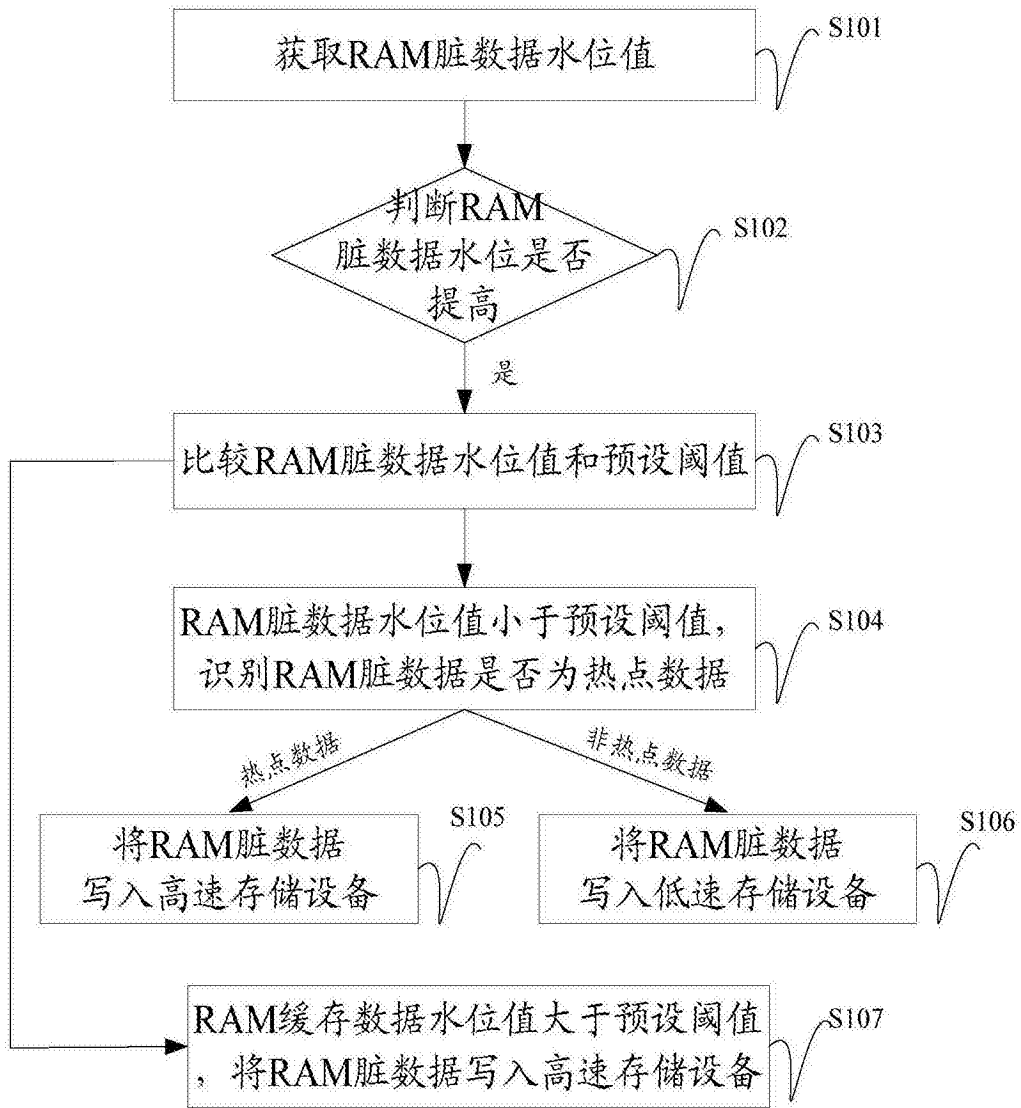 获取RAM脏数据水位值
S101
判断RAM
脏数据水位是否
提高
S102
是
比较RAM脏数据水位值和预设阈值
S103
RAM脏数据水位值小于预设阈值，
识别RAM脏数据是否为热点数据
S104
热点数据
非热点数据
将RAM脏数据
写入高速存储设备
S105
将RAM脏数据
写入低速存储设备
S106
RAM缓存数据水位值大于预设阈值
，将RAM脏数据写入高速存储设备
S107